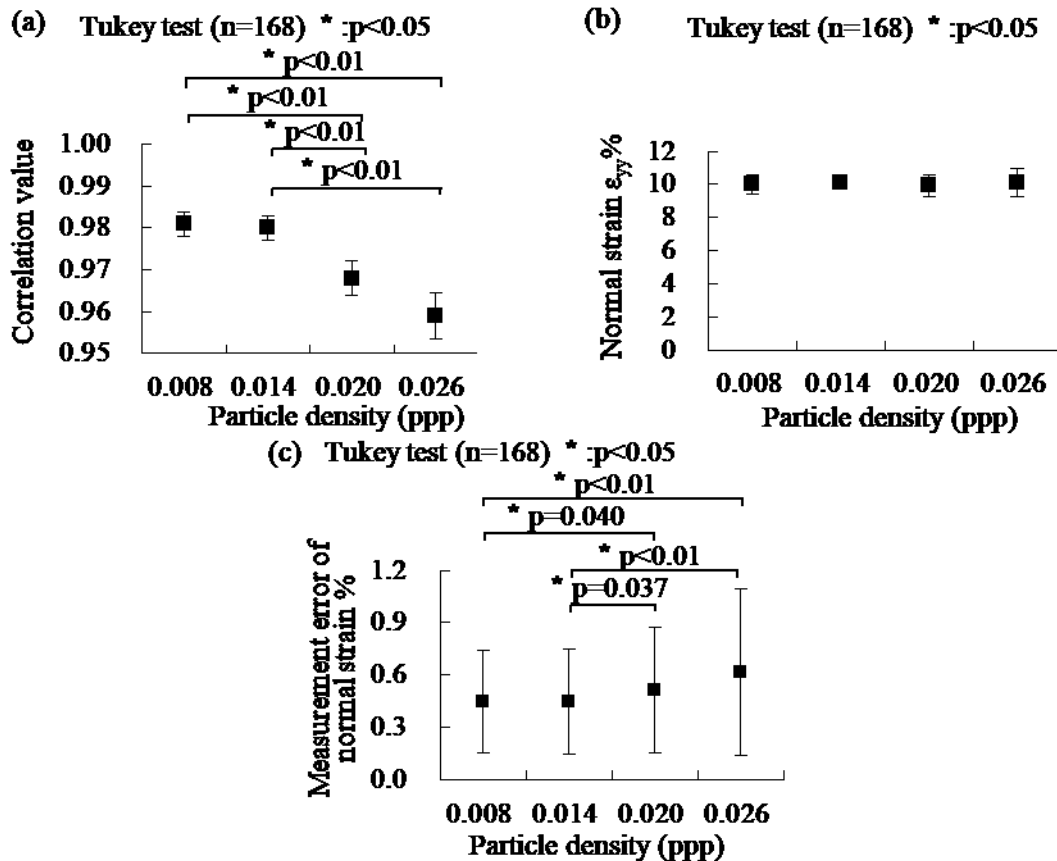 (a) Tukey test (n=168) * :p<0.05
* p<0.01
* p<0.01
* p<0.01
* p<0.01
Correlation value
1.00
0.99
0.98
0.97
0.96
0.95
0.008 0.014 0.020 0.026
Particle density (ppp)
(b) Tukey test (n=168) * :p<0.05
Normal strain εyy%
12
10
8
6
4
2
0
0.008 0.014 0.020 0.026
Particle density (ppp)
(c) Tukey test (n=168) * :p<0.05
* p<0.01
* p=0.040
* p<0.01
* p=0.037
Measurement error of
normal strain %
1.2
0.9
0.6
0.3
0.0
0.008 0.014 0.020 0.026
Particle density (ppp)